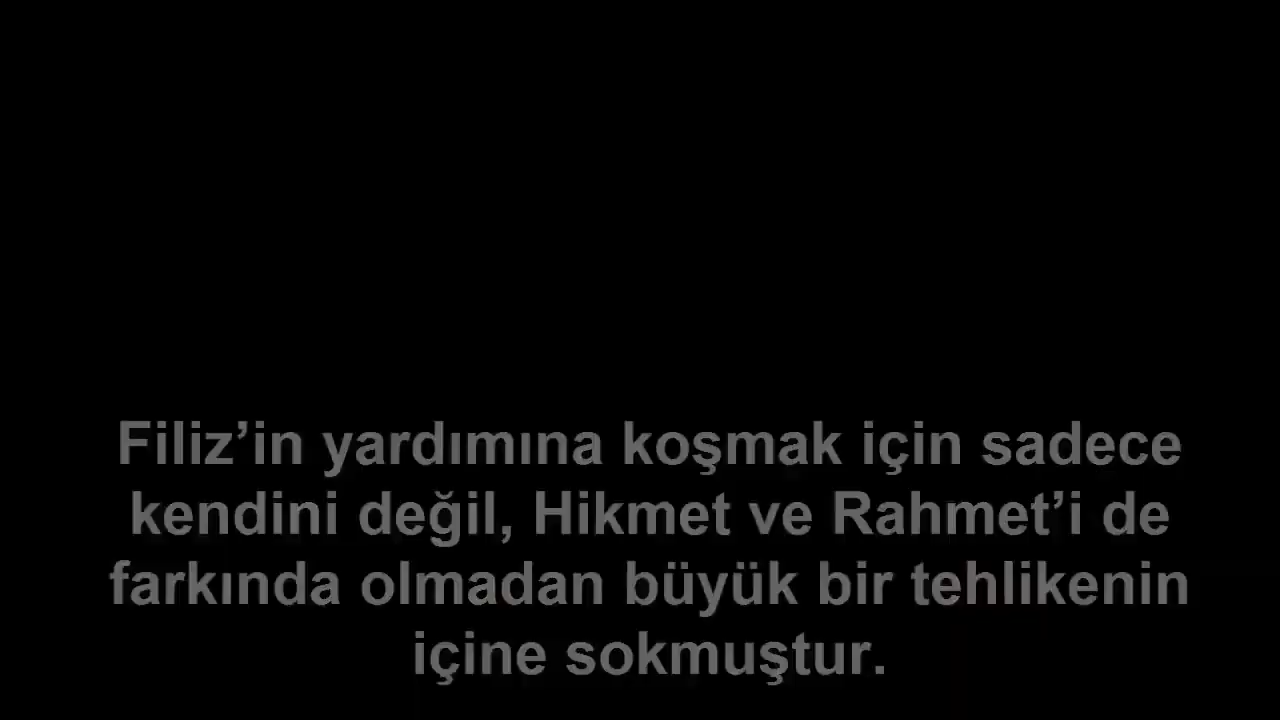 Filiz’in yardımına koşmak için sadece
kendini değil, Hikmet ve Rahmet’i de
farkında olmadan büyük bir tehlikenin
içine sokmuştur.